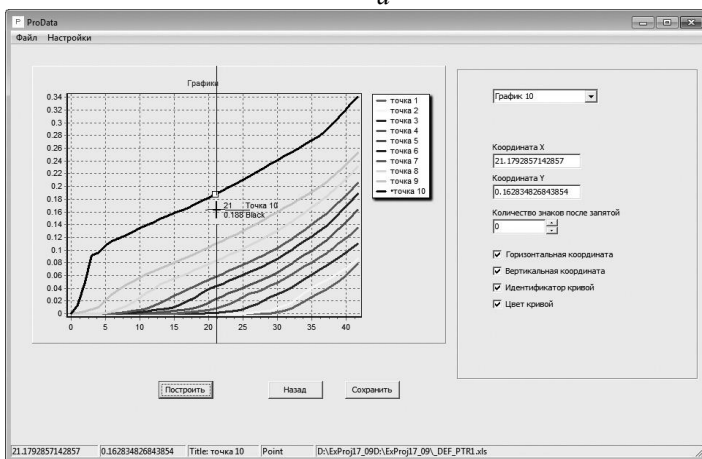 a
ProData
Файл Настройки
Графики
0.34
0.32
0.3
0.28
0.26
0.24
0.22
0.2
0.18
0.16
0.14
0.12
0.1
0.08
0.06
0.04
0.02
0
0 5 10 15 20 25 30 35 40
21 Точка 10
0.188 Black
точка 1
точка 2
точка 3
точка 4
точка 5
точка 6
точка 7
точка 8
точка 9
*точка 10
График 10
Координата X
21.1792857142857
Координата Y
0.162834826843854
Количество знаков после запятой
0
Горизонтальная координата
Вертикальная координата
Идентификатор кривой
Цвет кривой
Построить Назад Сохранить
21.1792857142857 0.162834826843854 Title: точка 10 Point D:\ExProj17_09D:\ExProj17_09\_DEF_PTR1.xls